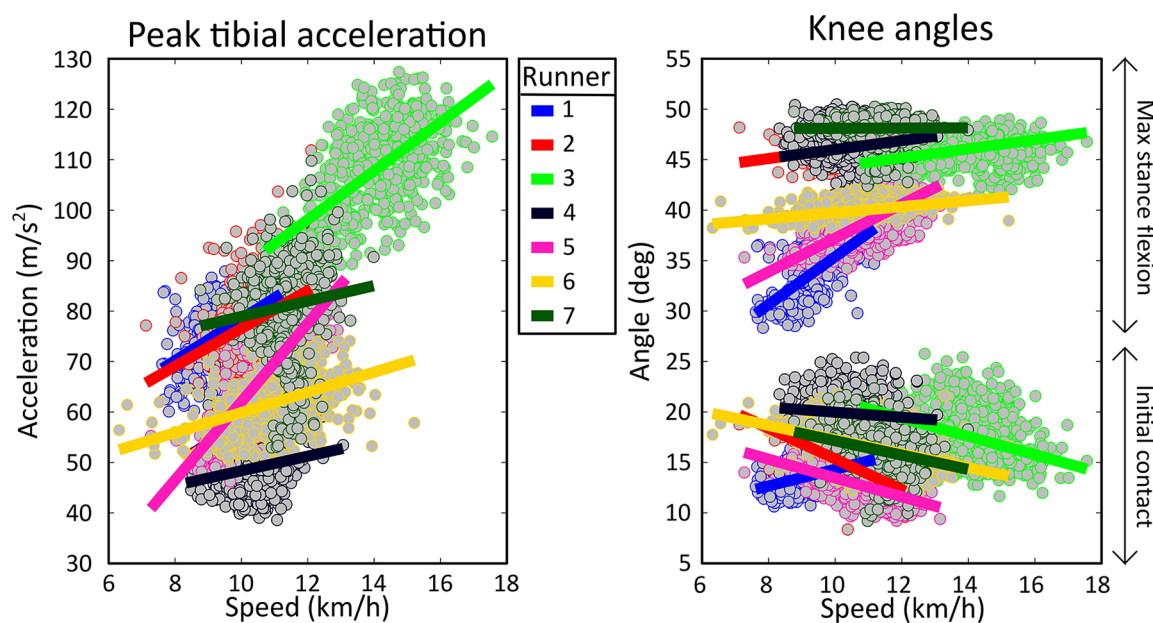 Peak tibial acceleration
Acceleration (m/s²)
130
120
110
100
90
80
70
60
50
40
30
6 8 10 12 14 16 18
Speed (km/h)
Runner
1
2
3
4
5
6
7
Knee angles
Angle (deg)
55
50
45
40
35
30
25
20
15
10
5
6 8 10 12 14 16 18
Speed (km/h)
Max stance flexion
Initial contact